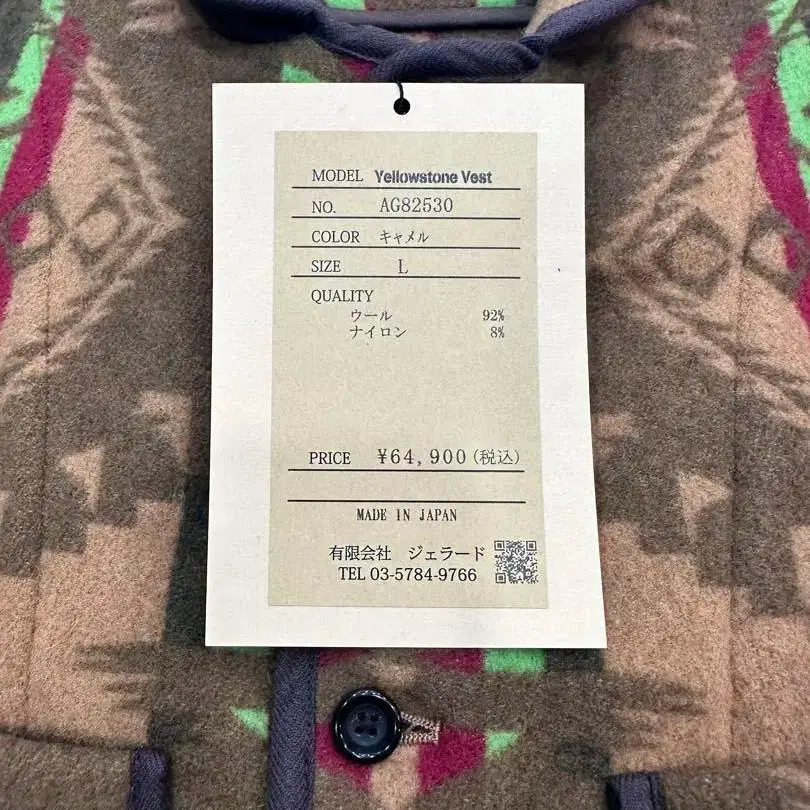 MODEL Yellowstone Vest
NO. AG82530
COLOR キャメル
SIZE L
QUALITY
ウール 92%
ナイロン 8%
PRICE ¥64,900(税込)
MADE IN JAPAN
有限会社 ジェラード
TEL 03-5784-9766